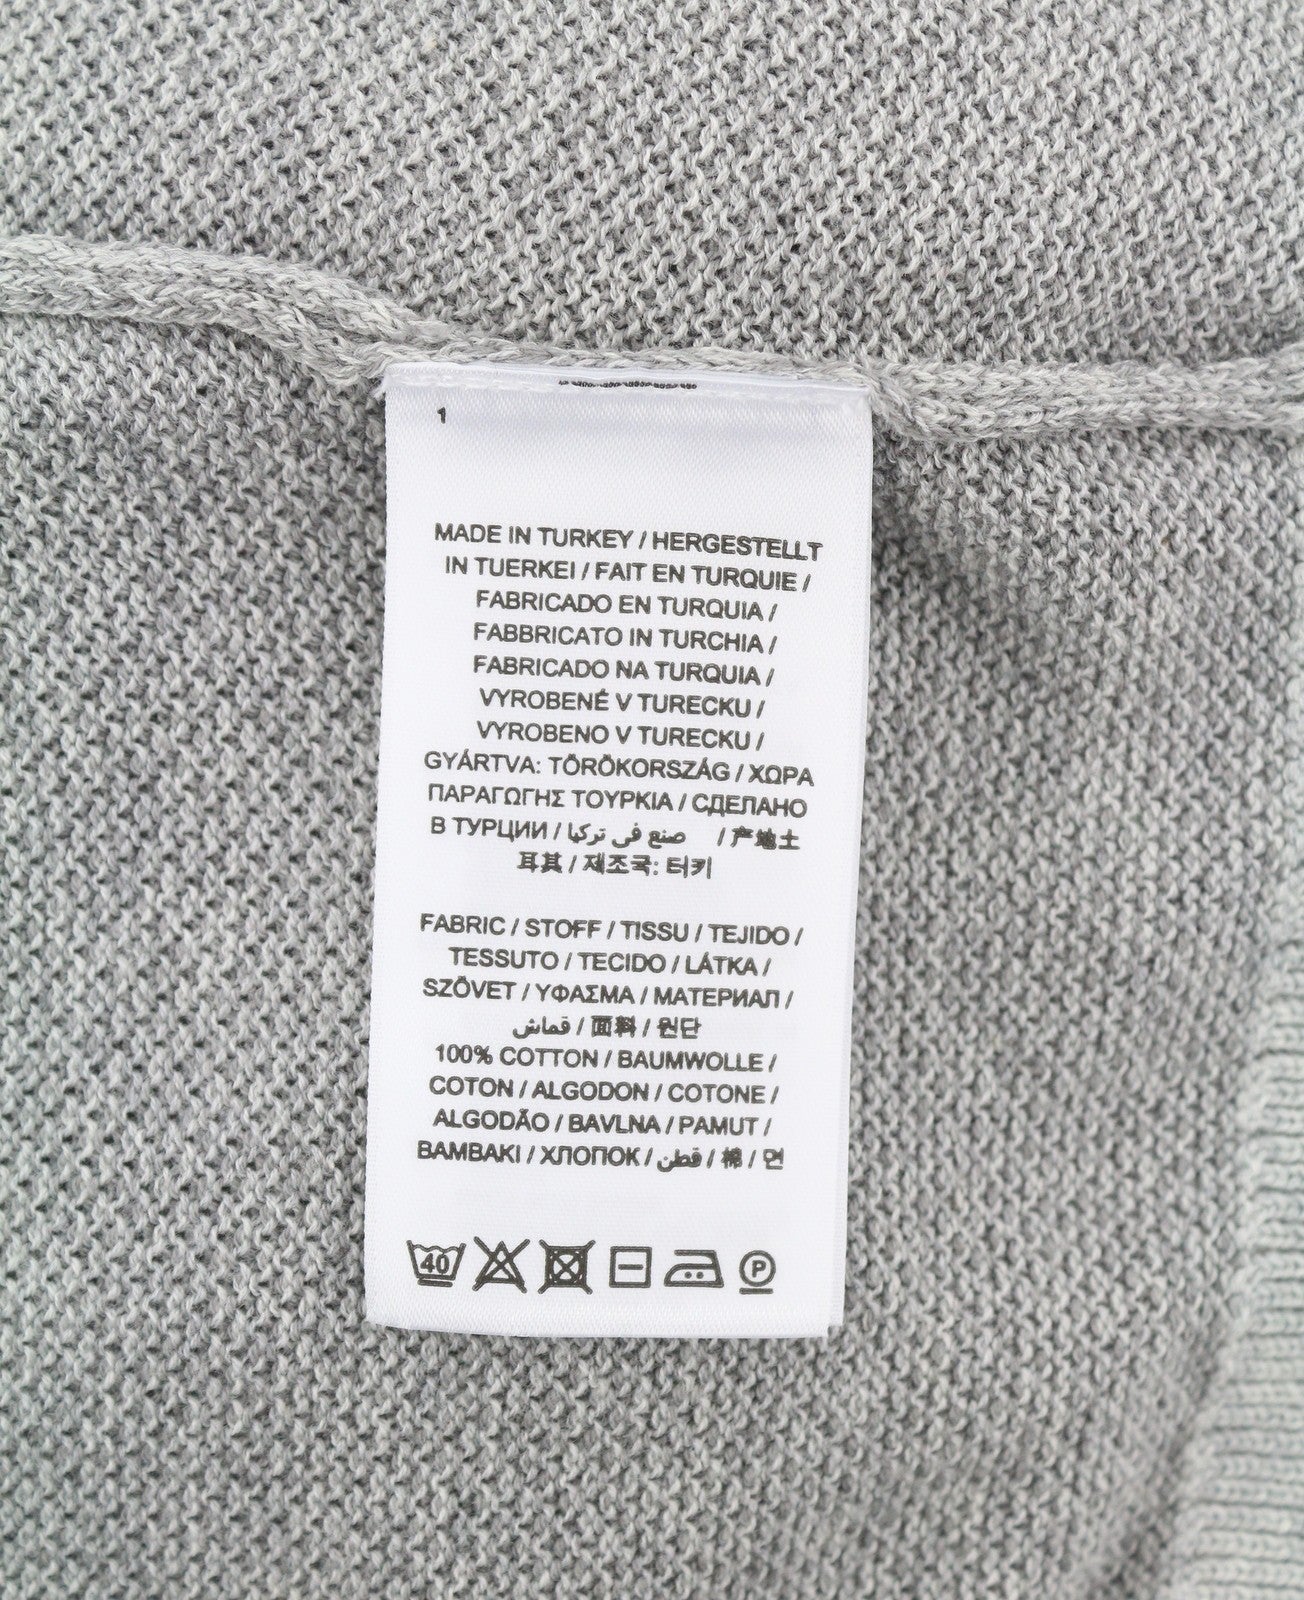 1
MADE IN TURKEY / HERGESTELLT
IN TUERKEI / FAIT EN TURQUIE /
FABRICADO EN TURQUIA /
FABBRICATO IN TURCHIA /
FABRICADO NA TURQUIA /
VYROBENÉ V TURECKU /
VYROBENO V TURECKU /
GYÁRTVA: TÖRÖKORSZÁG / ΧΩΡΑ
ΠΑΡΑΓΩΓΗΣ ΤΟΥΡΚΙΑ / СДЕЛАНО
В ТУРЦИИ / صنع في تركيا / 产地土
耳其 / 제조국: 터키
FABRIC / STOFF / TISSU / TEJIDO /
TESSUTO / TECIDO / LÁTKA /
SZÖVET / ΥΦΑΣΜΑ / МАТЕРИАЛ /
قماش / 面料 / 원단
100% COTTON / BAUMWOLLE /
COTON / ALGODON / COTONE /
ALGODÃO / BAVLNA / PAMUT /
ΒΑΜΒΑΚΙ / ХЛОПОК / قطن / 棉 / 면
40 P